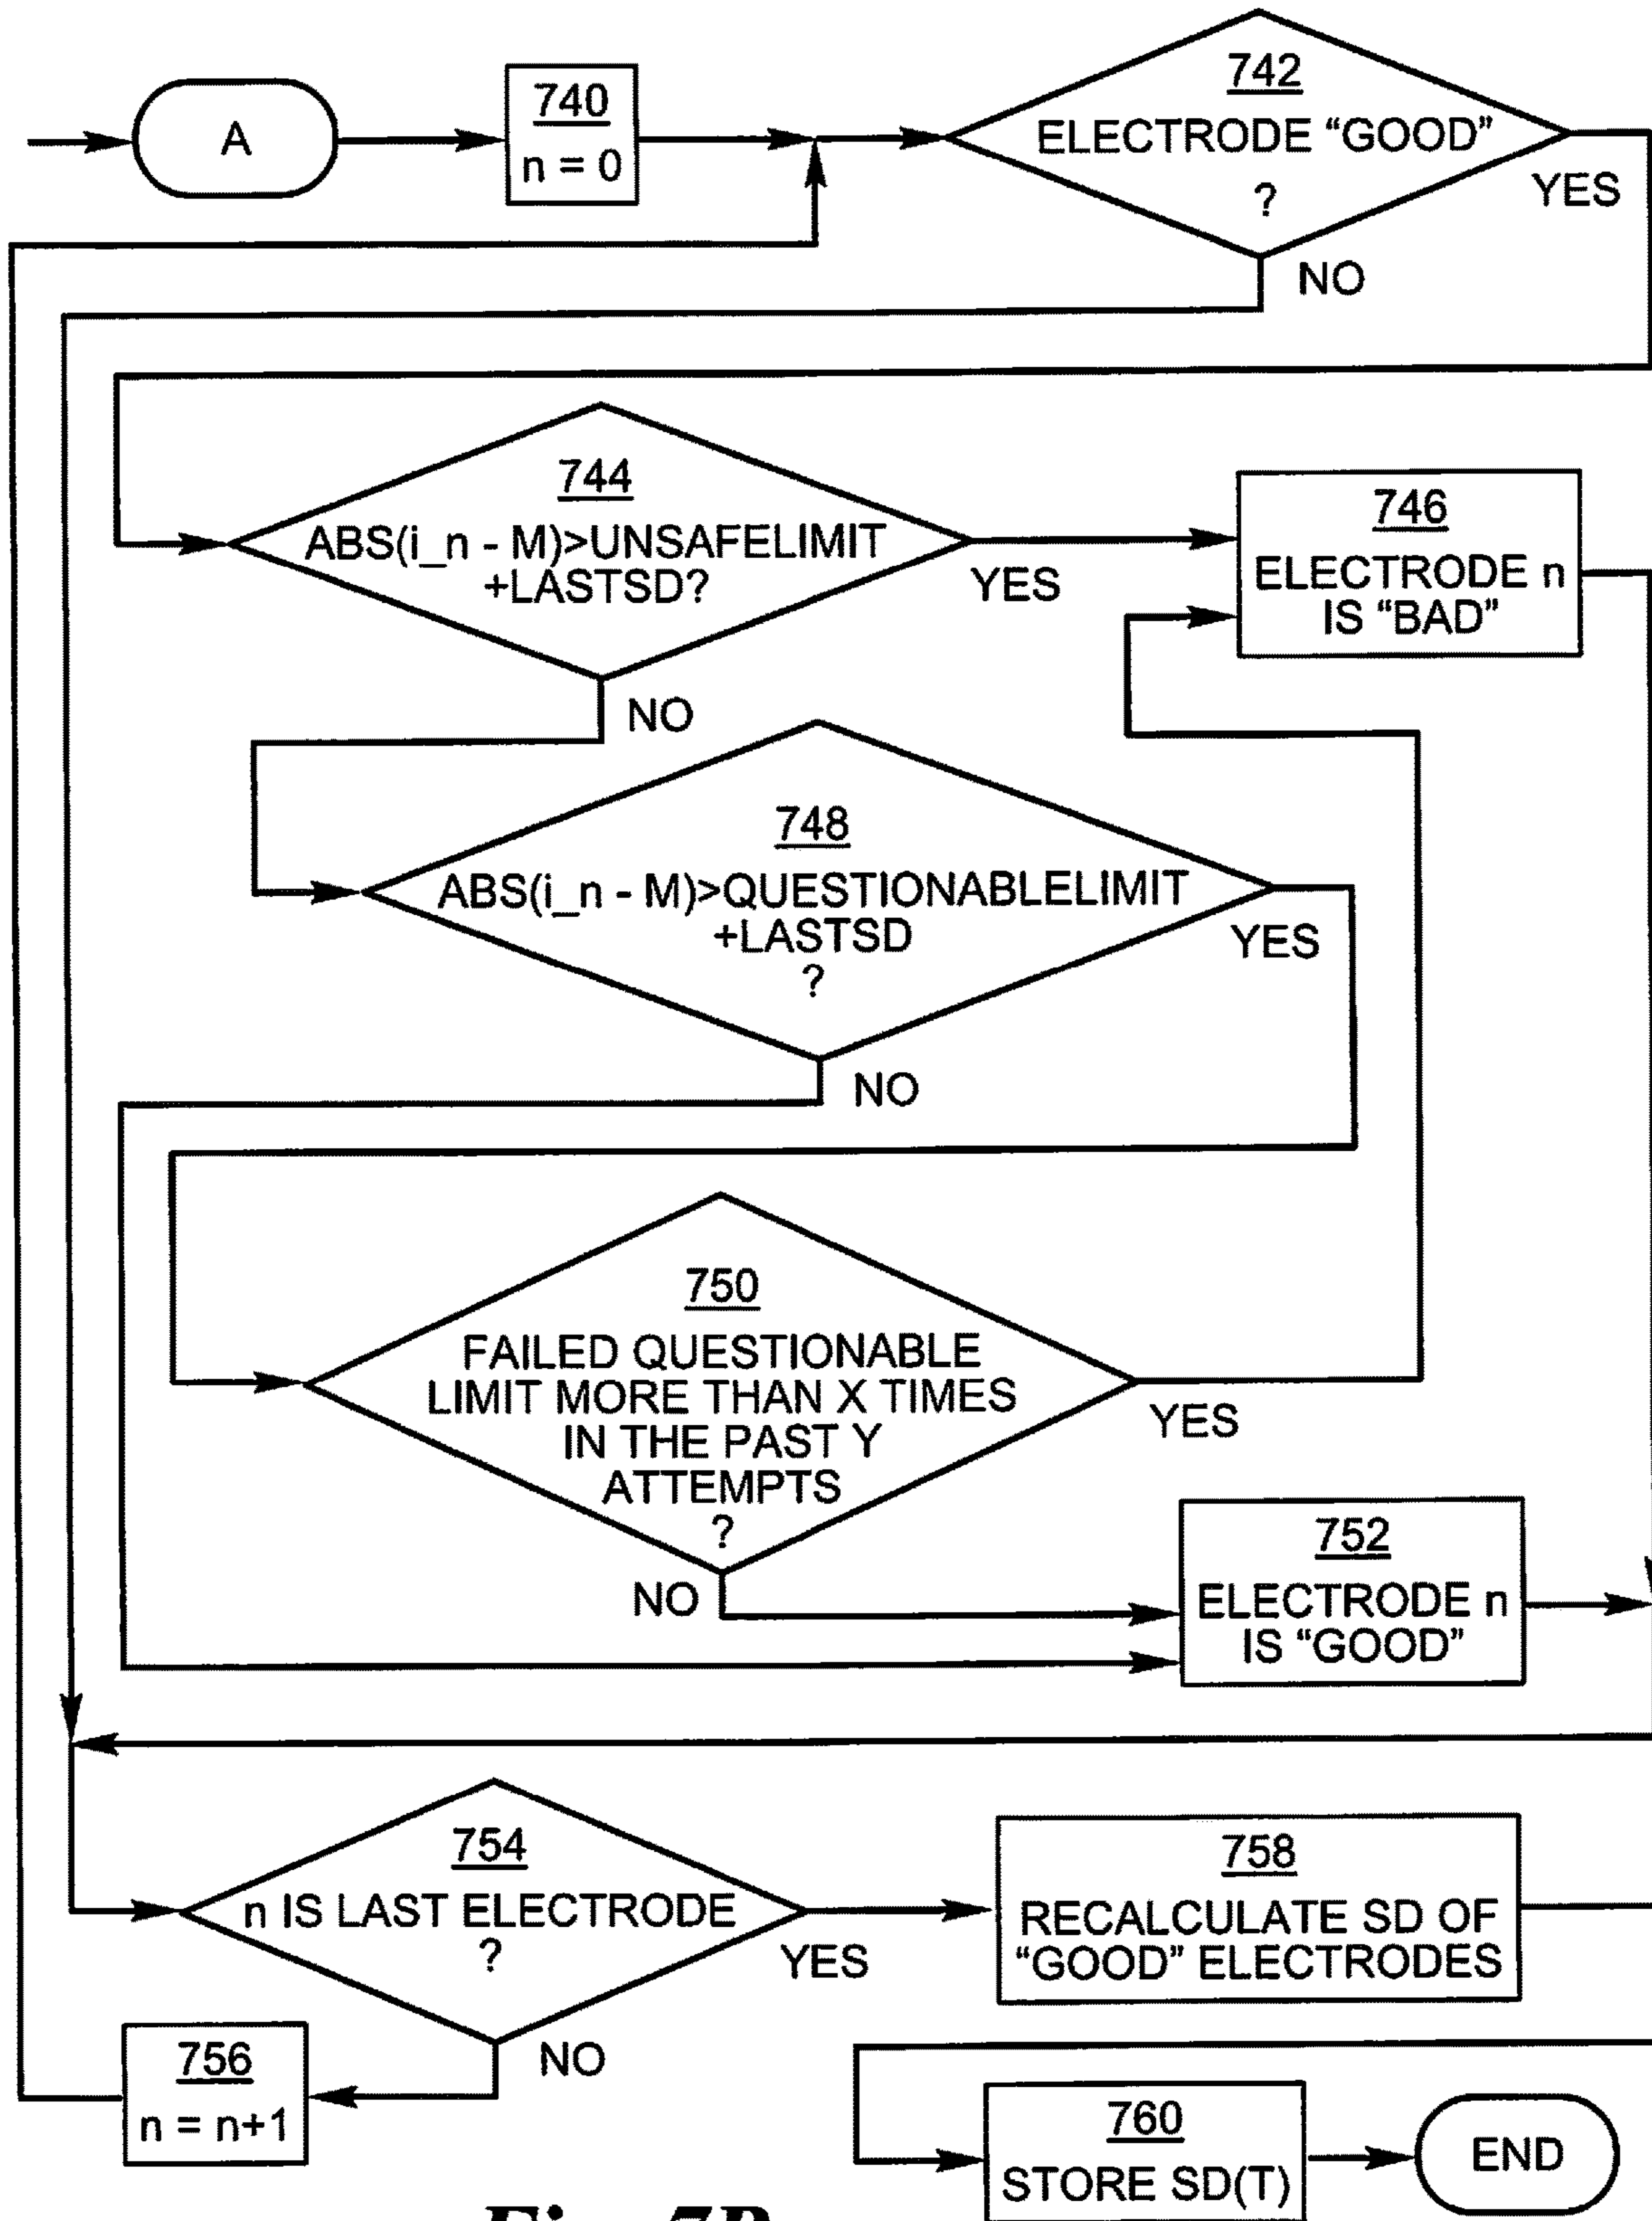 A
740
n = 0
742
ELECTRODE “GOOD”
?
YES
NO
744
ABS(i_n - M)>UNSAFELIMIT
+LASTSD?
YES
NO
746
ELECTRODE n
IS “BAD”
748
ABS(i_n - M)>QUESTIONABLELIMIT
+LASTSD
?
YES
NO
750
FAILED QUESTIONABLE
LIMIT MORE THAN X TIMES
IN THE PAST Y
ATTEMPTS
?
YES
NO
752
ELECTRODE n
IS “GOOD”
754
n IS LAST ELECTRODE
?
YES
NO
758
RECALCULATE SD OF
“GOOD” ELECTRODES
756
n = n+1
760
STORE SD(T)
END